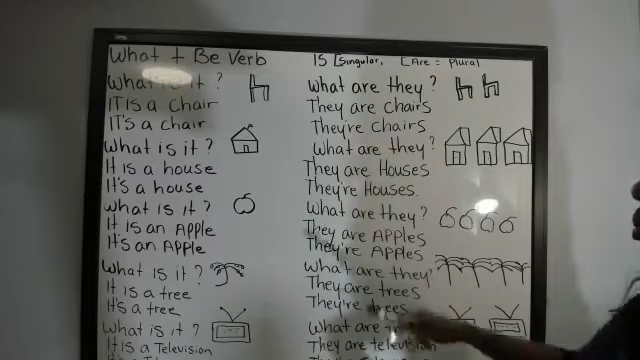 What + Be Verb
What is it?
IT IS a Chair
IT'S a chair
What is it?
It is a house
It's a house
What is it?
It is an Apple
It's an Apple
What is it?
It is a tree
It's a tree
What is it?
It Is a Television
IS [Singular, [Are = Plural
What are they?
They are Chairs
They're Chairs
What are they?
They are Houses
They're Houses.
What are they?
They are Apples
They're Apples
What are they?
They are trees
They're trees
What are
They are television